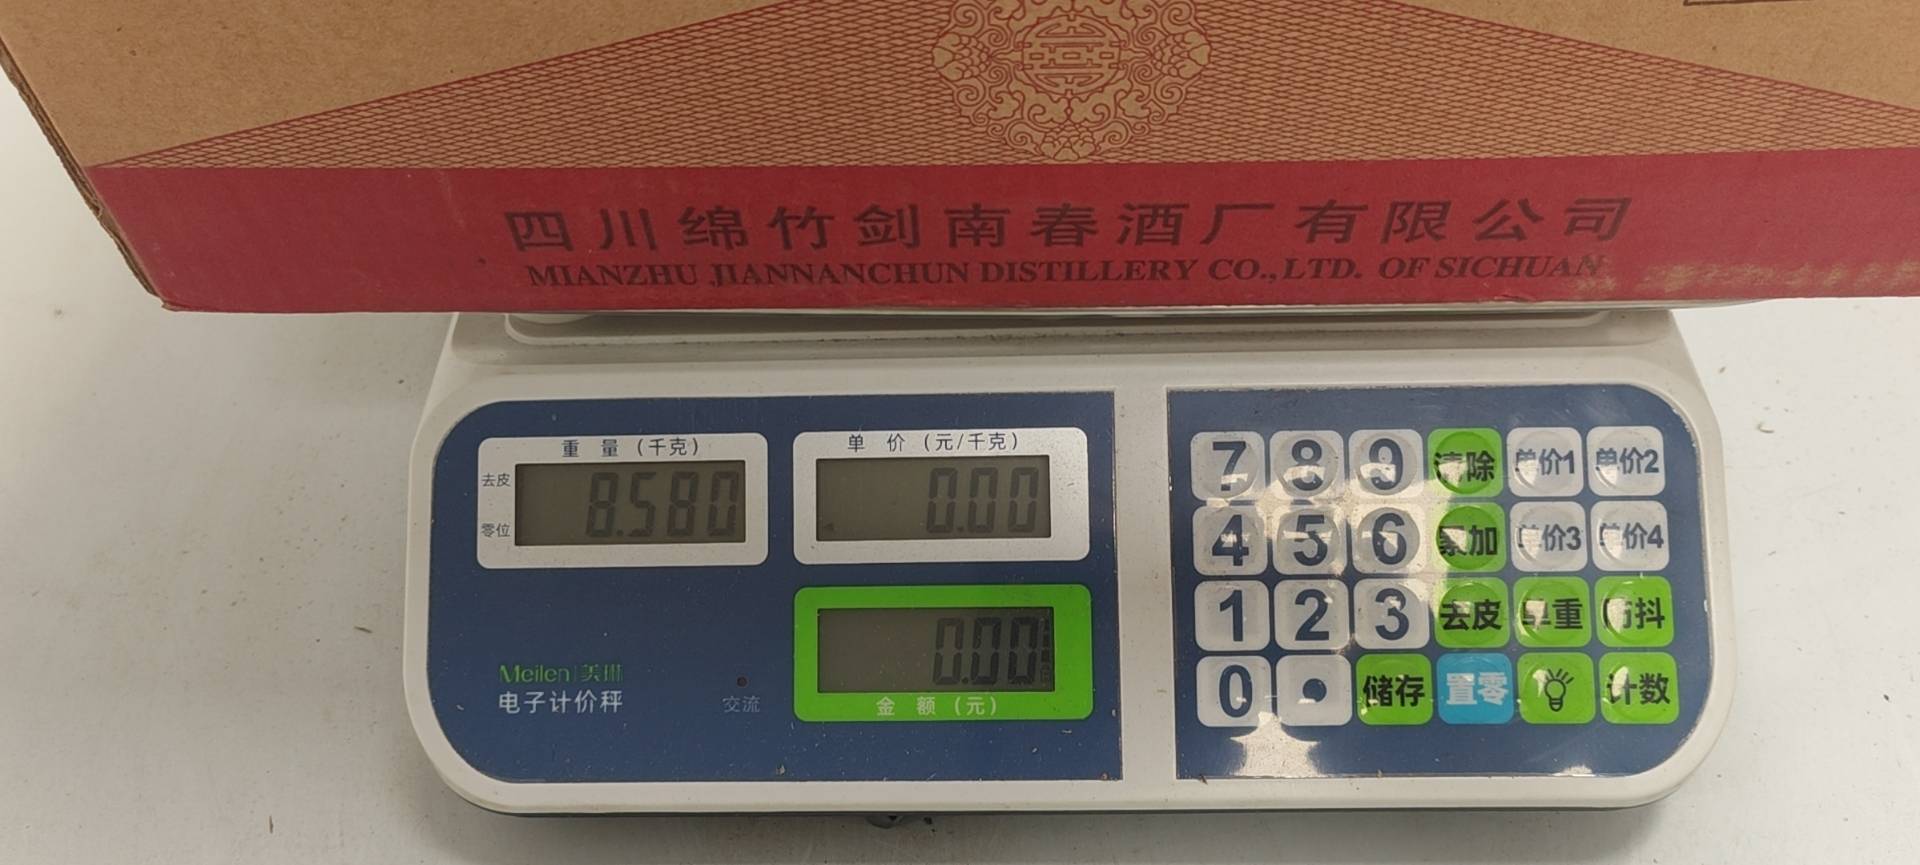 四川绵竹剑南春酒厂有限公司
MIANZHU JIANNANCHUN DISTILLERY CO.,LTD. OF SICHUAN
重 量 (千克)
去皮
零位
8.580
单 价 (元/千克)
0.00
0.00
金 额 (元)
Meilen 美琳
电子计价秤
交流
7 8 9 清除 单价1 单价2
4 5 6 累加 单价3 单价4
1 2 3 去皮 单重 防抖
0 . 储存 置零 计数